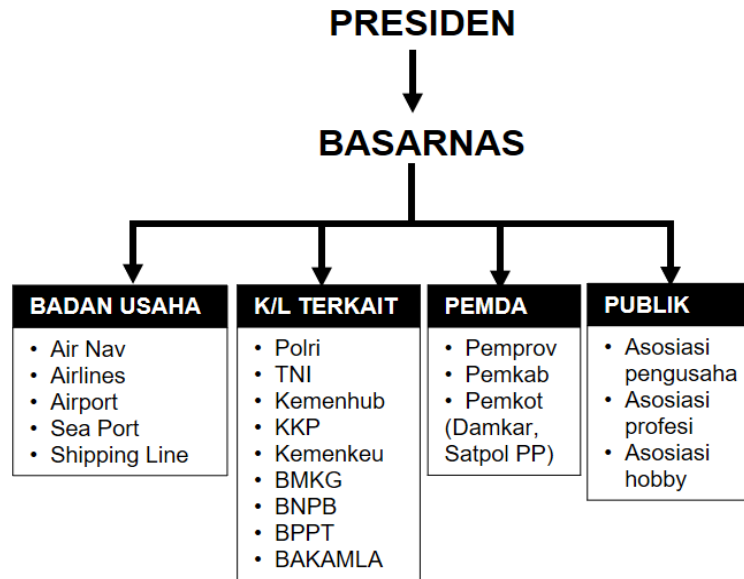 PRESIDEN
BASARNAS
BADAN USAHA
• Air Nav
• Airlines
• Airport
• Sea Port
• Shipping Line
K/L TERKAIT
• Polri
• TNI
• Kemenhub
• KKP
• Kemenkeu
• BMKG
• BNPB
• BPPT
• BAKAMLA
PEMDA
• Pemprov
• Pemkab
• Pemkot
(Damkar,
Satpol PP)
PUBLIK
• Asosiasi
pengusaha
• Asosiasi
profesi
• Asosiasi
hobby